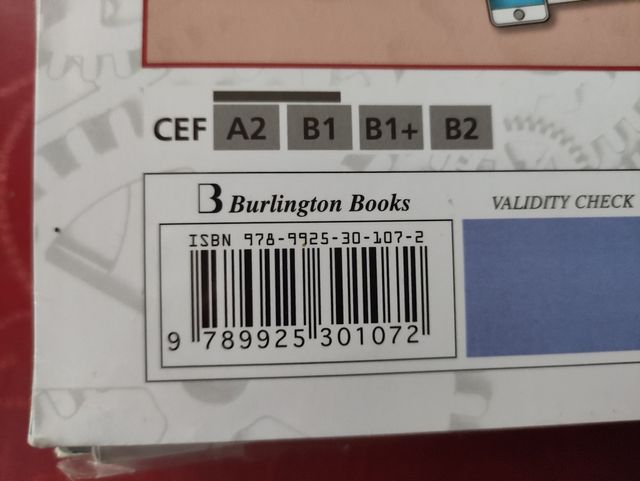 CEF A2 B1 B1+ B2
B Burlington Books
VALIDITY CHECK
ISBN 978-9925-30-107-2
9 789925 301072